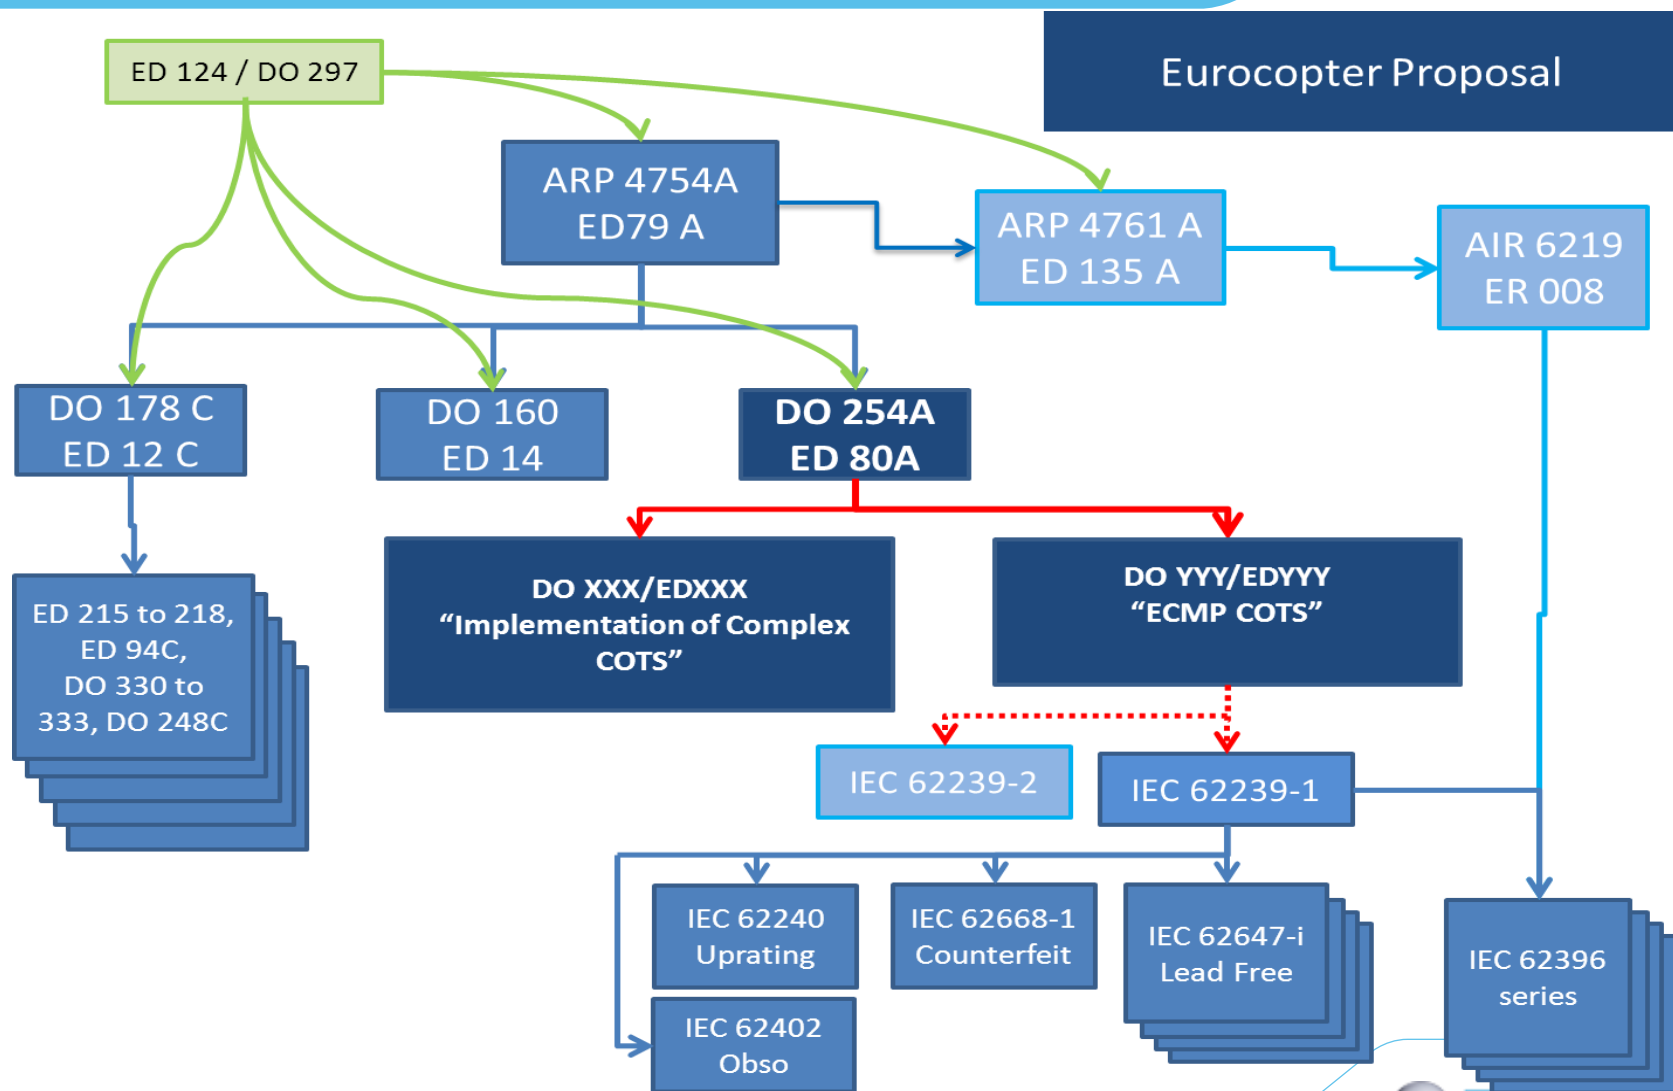 ED 124 / DO 297
Eurocopter Proposal
ARP 4754A
ED79 A
ARP 4761 A
ED 135 A
AIR 6219
ER 008
DO 178 C
ED 12 C
DO 160
ED 14
DO 254A
ED 80A
DO XXX/EDXXX
“Implementation of Complex
COTS”
DO YYY/EDYYY
“ECMP COTS”
ED 215 to 218,
ED 94C,
DO 330 to
333, DO 248C
IEC 62239-2
IEC 62239-1
IEC 62240
Uprating
IEC 62668-1
Counterfeit
IEC 62647-i
Lead Free
IEC 62396
series
IEC 62402
Obso